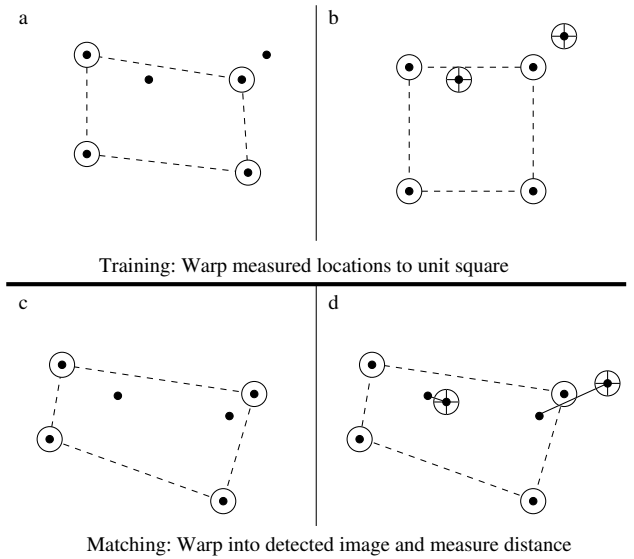 a
b
Training: Warp measured locations to unit square
c
d
Matching: Warp into detected image and measure distance